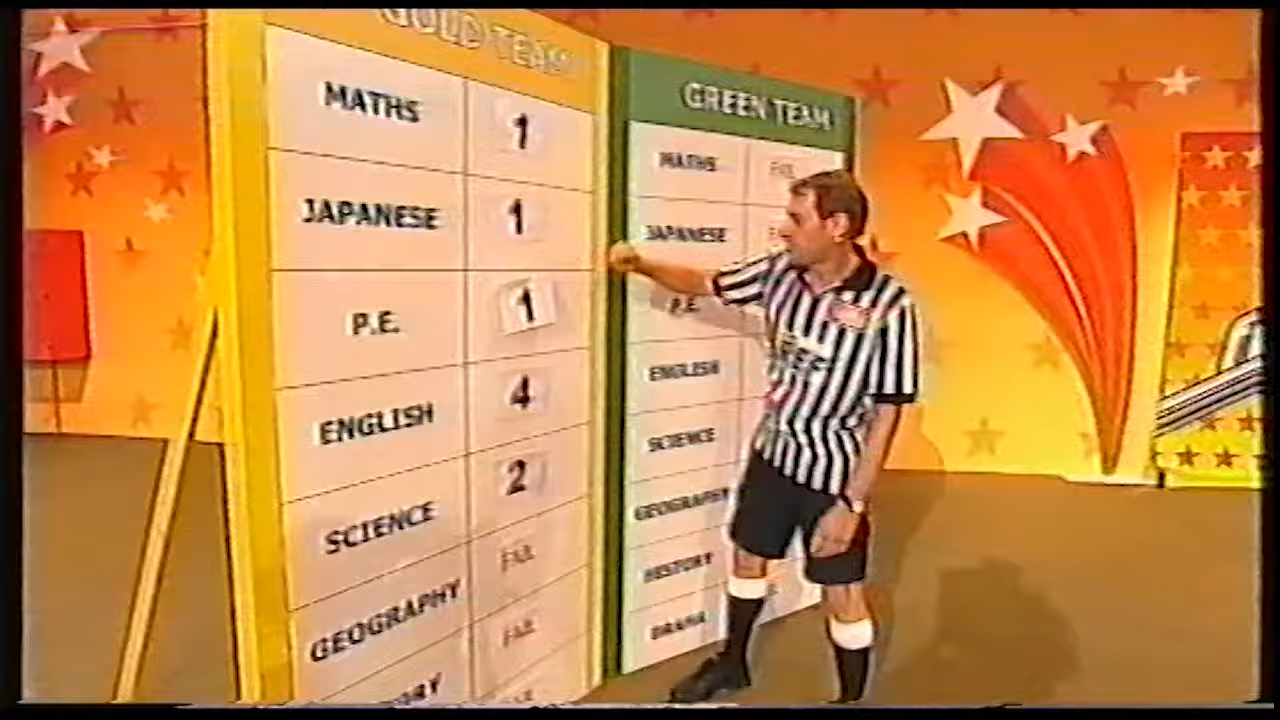 GOLD TEAM
MATHS 1
JAPANESE 1
P.E. 1
ENGLISH 4
SCIENCE 2
GEOGRAPHY FAIL
FAIL
GREEN TEAM
MATHS FAIL
JAPANESE
P.E.
ENGLISH
SCIENCE
GEOGRAPHY
HISTORY
DRAMA